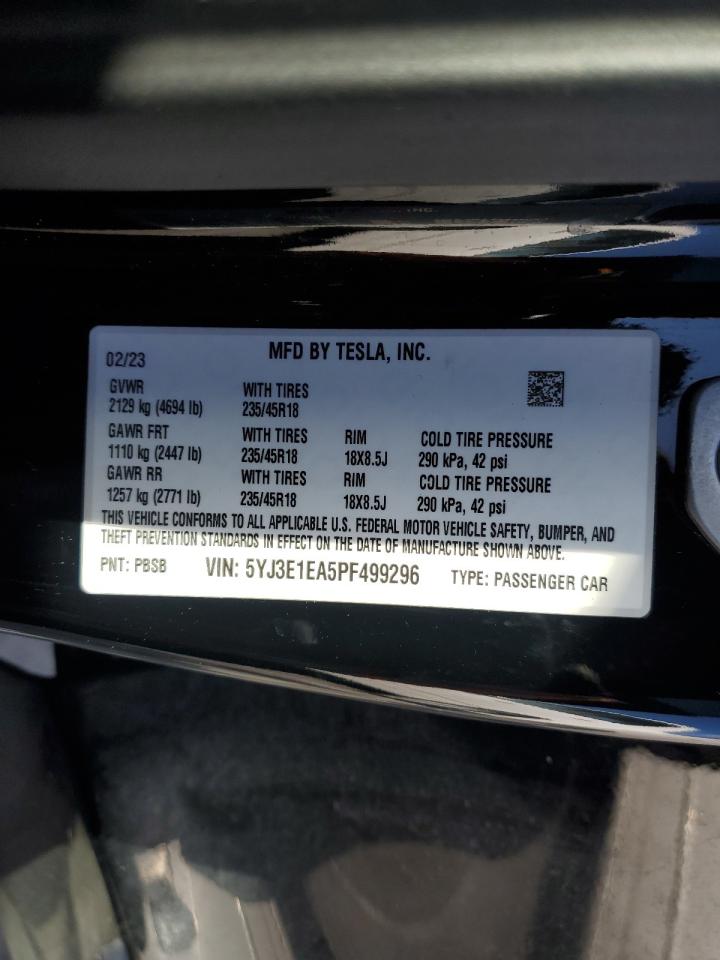 02/23 MFD BY TESLA, INC.
GVWR WITH TIRES
2129 kg (4694 lb) 235/45R18
GAWR FRT WITH TIRES RIM COLD TIRE PRESSURE
1110 kg (2447 lb) 235/45R18 18X8.5J 290 kPa, 42 psi
GAWR RR WITH TIRES RIM COLD TIRE PRESSURE
1257 kg (2771 lb) 235/45R18 18X8.5J 290 kPa, 42 psi
THIS VEHICLE CONFORMS TO ALL APPLICABLE U.S. FEDERAL MOTOR VEHICLE SAFETY, BUMPER, AND
THEFT PREVENTION STANDARDS IN EFFECT ON THE DATE OF MANUFACTURE SHOWN ABOVE.
PNT: PBSB VIN: 5YJ3E1EA5PF499296 TYPE: PASSENGER CAR